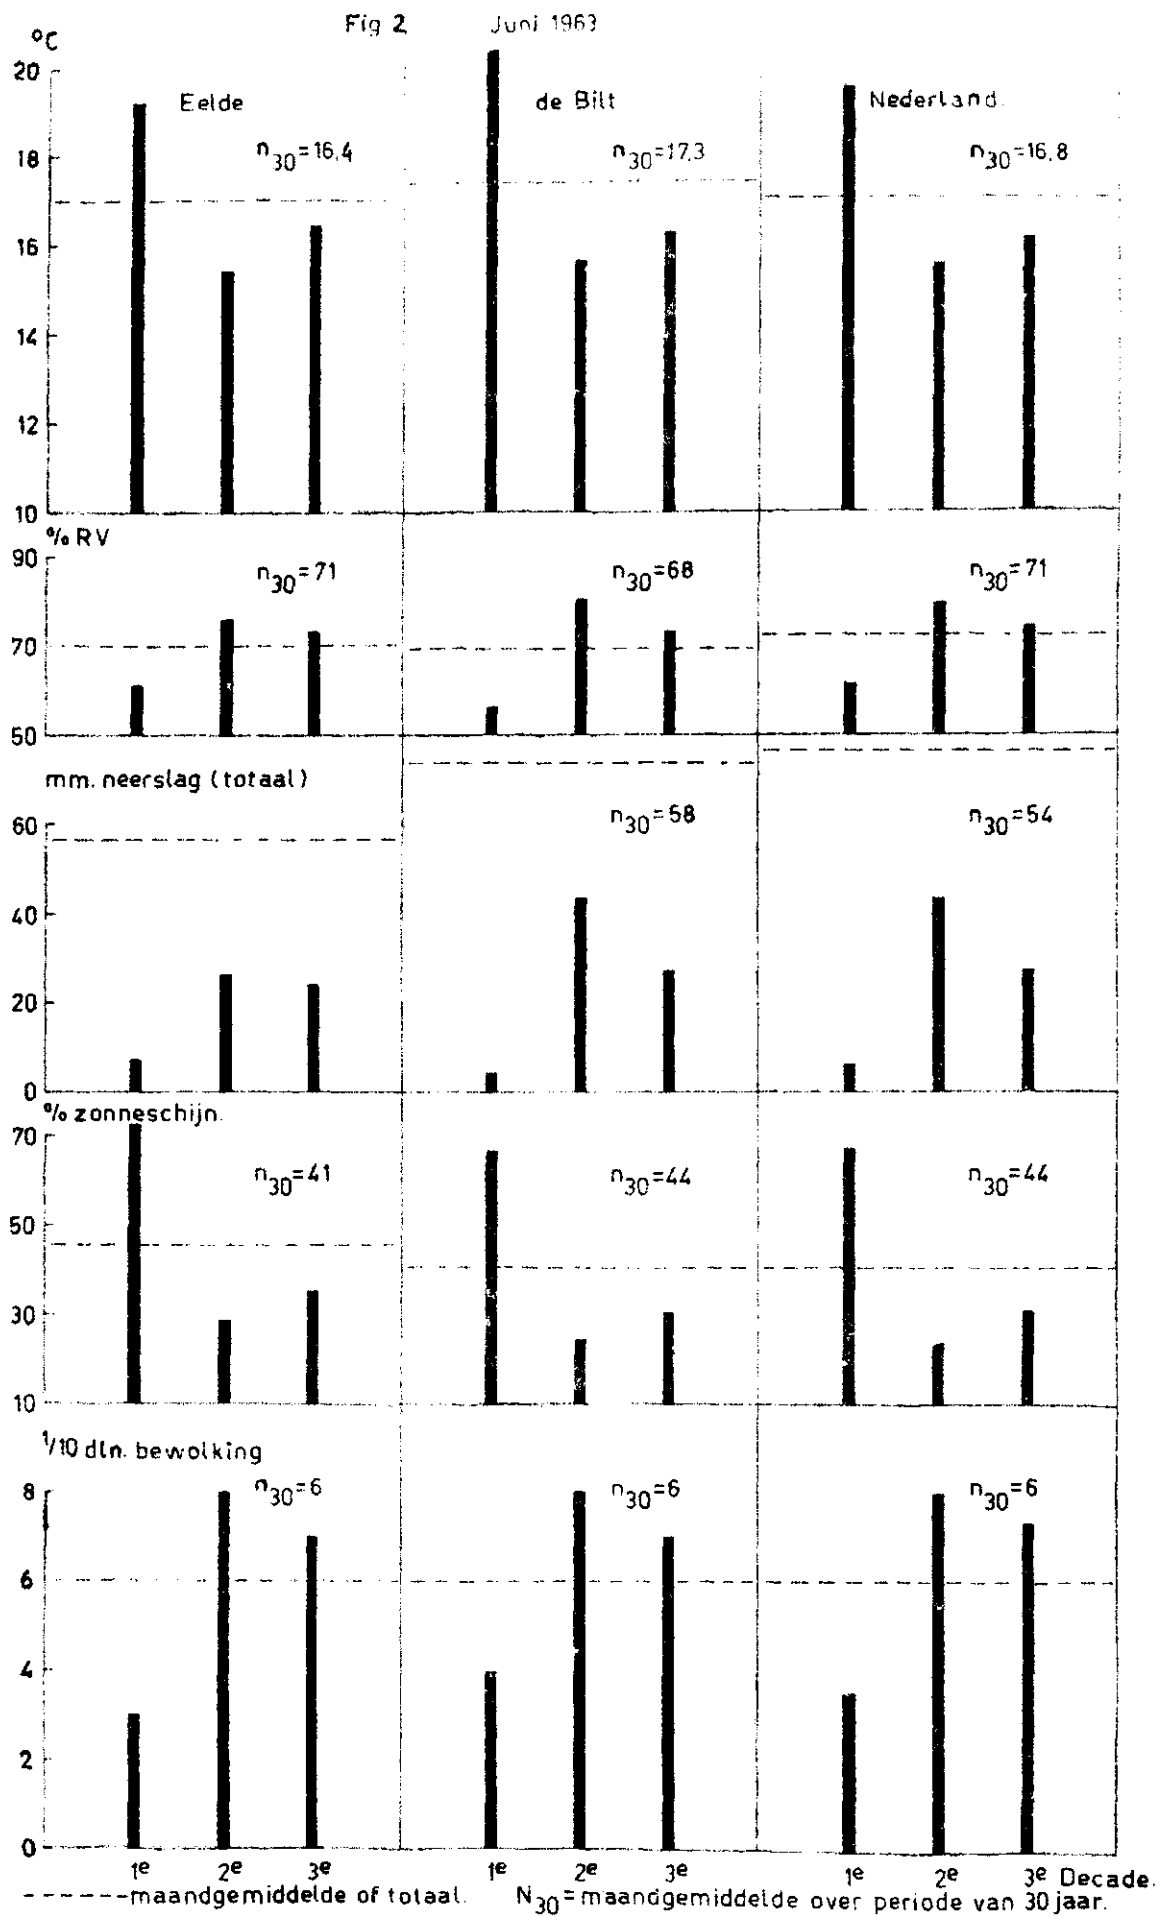 Fig 2 Juni 1963
°C
20
Eelde de Bilt Nederland.
n30=16,4 n30=17.3 n30=16,8
18
16
14
12
10
% RV
90
n30=71 n30=68 n30=71
70
50
mm. neerslag (totaal)
n30=58 n30=54
60
40
20
0
% zonneschijn.
70
n30=41 n30=44 n30=44
50
30
10
1/10 dln. bewolking
n30=6 n30=6 n30=6
8
6
4
2
0
1e 2e 3e 1e 2e 3e 1e 2e 3e Decade.
------maandgemiddelde of totaal. N30=maandgemiddelde over periode van 30 jaar.